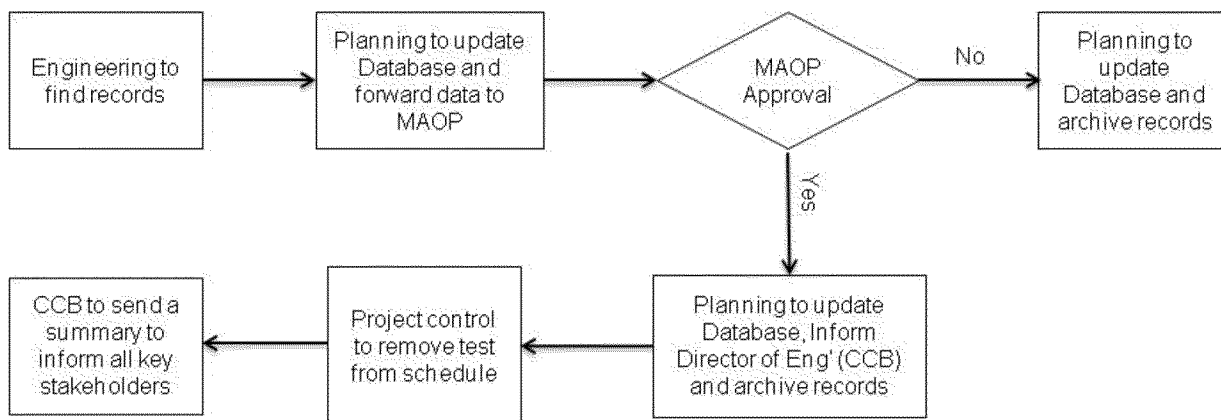 Engineering to
find records
Planning to update
Database and
forward data to
MAOP
MAOP
Approval
No
Planning to
update
Database and
archive records
Yes
CCB to send a
summary to
inform all key
stakeholders
Project control
to remove test
from schedule
Planning to update
Database, Inform
Director of Eng' (CCB)
and archive records